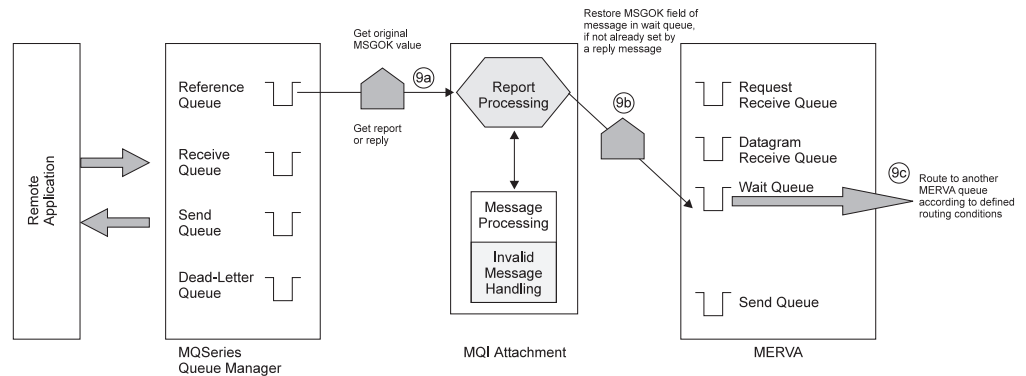 Restore MSGOK field of
message in wait queue,
if not already set by
a reply message
Get original
MSGOK value
9a
Get report
or reply
9b
9c
Route to another
MERVA queue
according to defined
routing conditions
Remote
Application
Reference
Queue
Receive
Queue
Send
Queue
Dead-Letter
Queue
MQSeries
Queue Manager
Report
Processing
Message
Processing
Invalid
Message
Handling
MQI Attachment
Request
Receive Queue
Datagram
Receive Queue
Wait Queue
Send Queue
MERVA